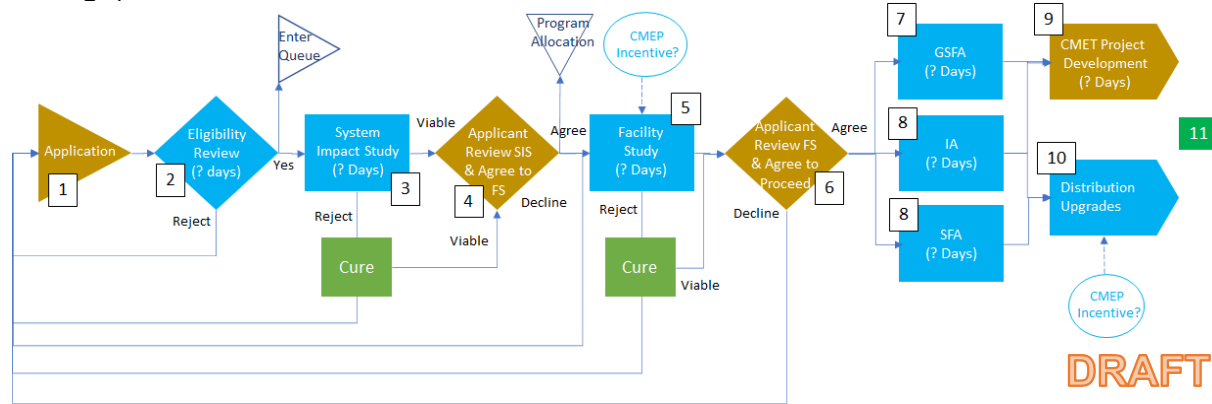 Enter
Queue
Program
Allocation
CMEP
Incentive?
7
GSFA
(? Days)
9
CMET Project
Development
(? Days)
Application
1
Eligibility
Review
(? days)
2
Yes
Reject
System
Impact Study
(? Days)
3
Viable
Reject
Applicant
Review SIS
& Agree to
FS
4
Agree
Decline
Viable
Cure
5
Facility
Study
(? Days)
Reject
Cure
Viable
Applicant
Review FS
& Agree to
Proceed
6
Agree
Decline
8
IA
(? Days)
8
SFA
(? Days)
10
Distribution
Upgrades
CMEP
Incentive?
11
DRAFT